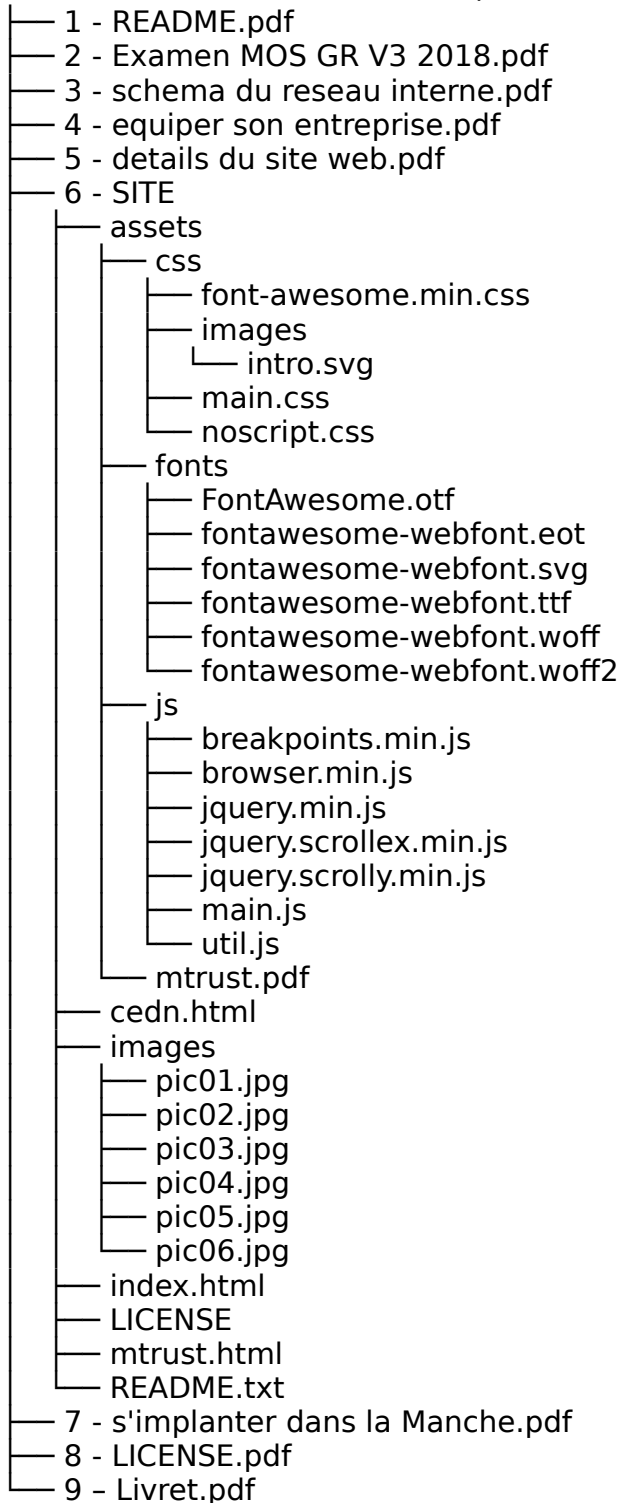 ├── 1 - README.pdf
├── 2 - Examen MOS GR V3 2018.pdf
├── 3 - schema du reseau interne.pdf
├── 4 - equiper son entreprise.pdf
├── 5 - details du site web.pdf
├── 6 - SITE
│   ├── assets
│   │   ├── css
│   │   │   ├── font-awesome.min.css
│   │   │   ├── images
│   │   │   │   └── intro.svg
│   │   │   ├── main.css
│   │   │   └── noscript.css
│   │   ├── fonts
│   │   │   ├── FontAwesome.otf
│   │   │   ├── fontawesome-webfont.eot
│   │   │   ├── fontawesome-webfont.svg
│   │   │   ├── fontawesome-webfont.ttf
│   │   │   ├── fontawesome-webfont.woff
│   │   │   └── fontawesome-webfont.woff2
│   │   ├── js
│   │   │   ├── breakpoints.min.js
│   │   │   ├── browser.min.js
│   │   │   ├── jquery.min.js
│   │   │   ├── jquery.scrollex.min.js
│   │   │   ├── jquery.scrolly.min.js
│   │   │   ├── main.js
│   │   │   └── util.js
│   │   └── mtrust.pdf
│   ├── cedn.html
│   ├── images
│   │   ├── pic01.jpg
│   │   ├── pic02.jpg
│   │   ├── pic03.jpg
│   │   ├── pic04.jpg
│   │   ├── pic05.jpg
│   │   └── pic06.jpg
│   ├── index.html
│   ├── LICENSE
│   ├── mtrust.html
│   └── README.txt
├── 7 - s'implanter dans la Manche.pdf
├── 8 - LICENSE.pdf
└── 9 – Livret.pdf